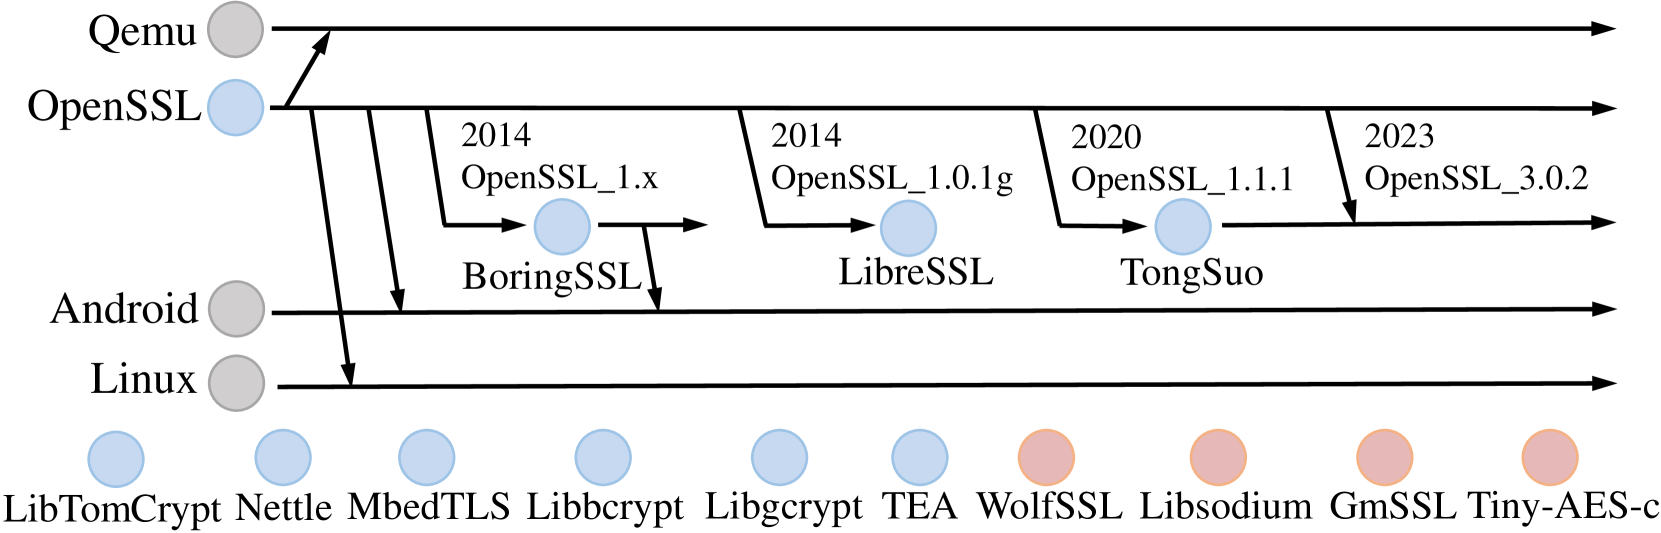 Qemu
OpenSSL
2014
OpenSSL_1.x
2014
OpenSSL_1.0.1g
2020
OpenSSL_1.1.1
2023
OpenSSL_3.0.2
BoringSSL
LibreSSL
TongSuo
Android
Linux
LibTomCrypt Nettle MbedTLS Libbcrypt Libgcrypt TEA WolfSSL Libsodium GmSSL Tiny-AES-c